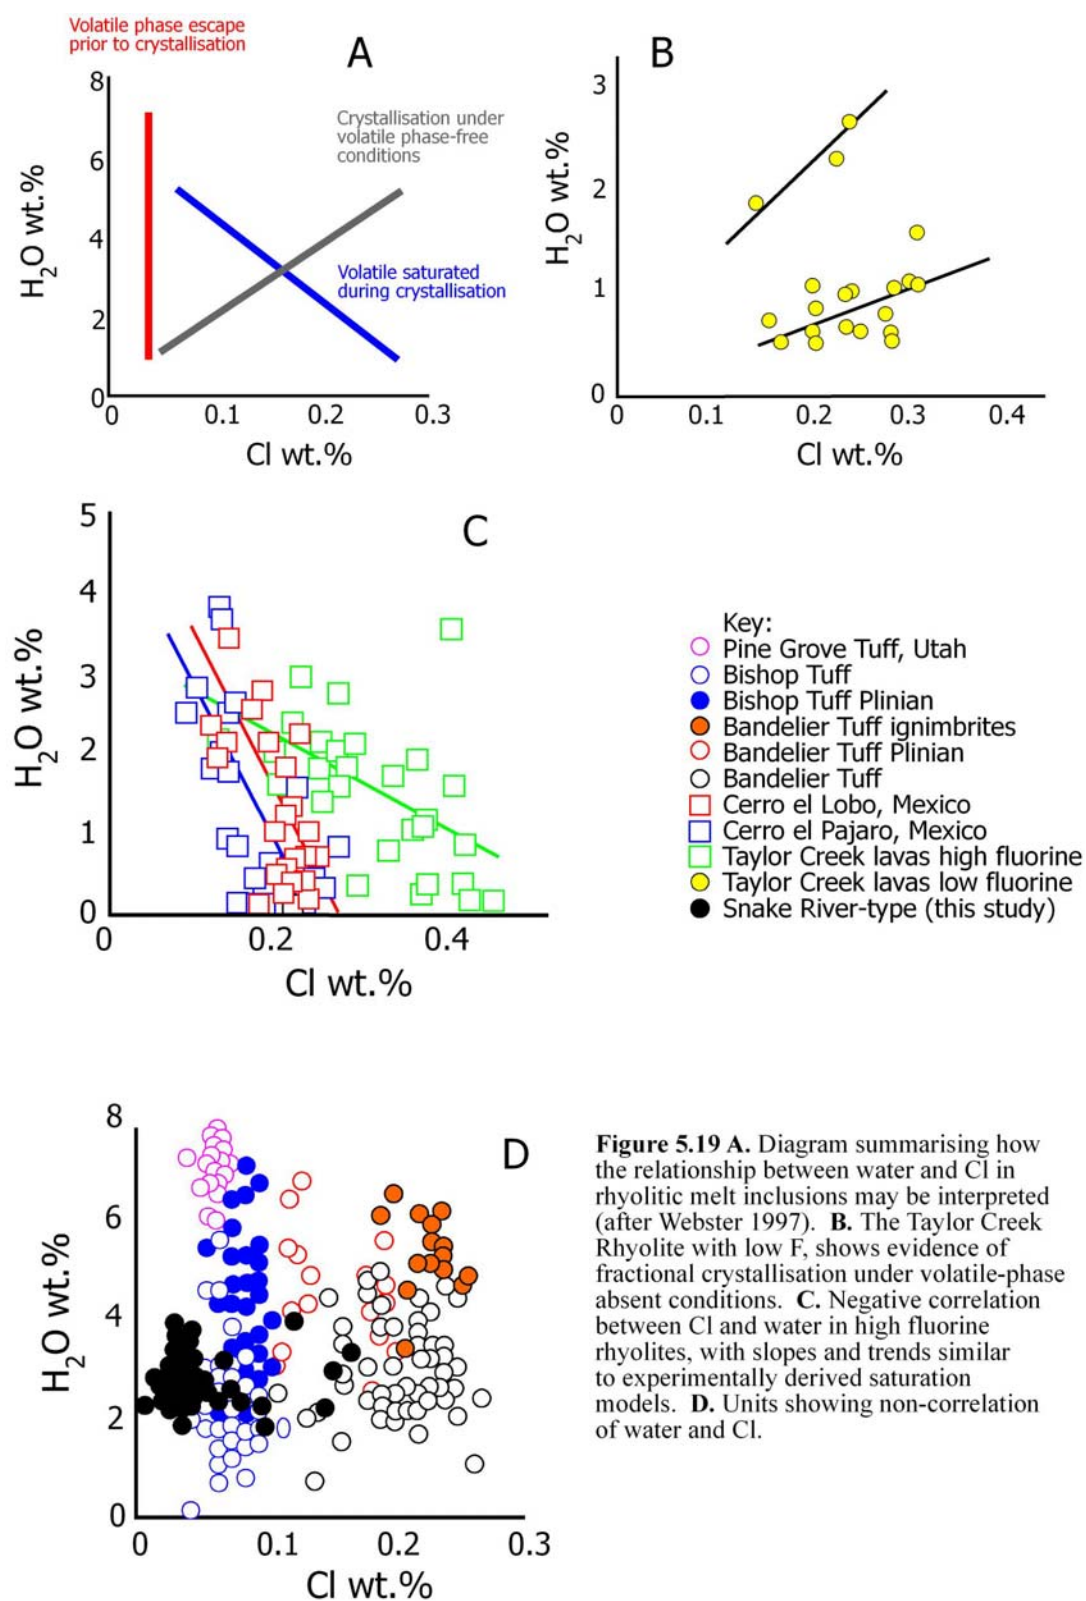 Volatile phase escape
prior to crystallisation
A
8
6
4
2
0
H2O wt.%
Crystallisation under
volatile phase-free
conditions
Volatile saturated
during crystallisation
0 0.1 0.2 0.3
Cl wt.%
B
3
2
1
0
H2O wt.%
0 0.1 0.2 0.3 0.4
Cl wt.%
C
5
4
3
2
1
0
H2O wt.%
0 0.2 0.4
Cl wt.%
Key:
Pine Grove Tuff, Utah
Bishop Tuff
Bishop Tuff Plinian
Bandelier Tuff ignimbrites
Bandelier Tuff Plinian
Bandelier Tuff
Cerro el Lobo, Mexico
Cerro el Pajaro, Mexico
Taylor Creek lavas high fluorine
Taylor Creek lavas low fluorine
Snake River-type (this study)
D
8
6
4
2
0
H2O wt.%
0 0.1 0.2 0.3
Cl wt.%
Figure 5.19 A. Diagram summarising how
the relationship between water and Cl in
rhyolitic melt inclusions may be interpreted
(after Webster 1997). B. The Taylor Creek
Rhyolite with low F, shows evidence of
fractional crystallisation under volatile-phase
absent conditions. C. Negative correlation
between Cl and water in high fluorine
rhyolites, with slopes and trends similar
to experimentally derived saturation
models. D. Units showing non-correlation
of water and Cl.